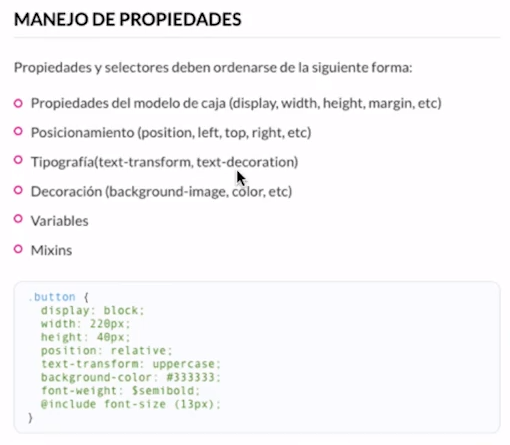 MANEJO DE PROPIEDADES
Propiedades y selectores deben ordenarse de la siguiente forma:
Propiedades del modelo de caja (display, width, height, margin, etc)
Posicionamiento (position, left, top, right, etc)
Tipografía(text-transform, text-decoration)
Decoración (background-image, color, etc)
Variables
Mixins
.button {
display: block;
width: 220px;
height: 40px;
position: relative;
text-transform: uppercase;
background-color: #333333;
font-weight: $semibold;
@include font-size (13px);
}